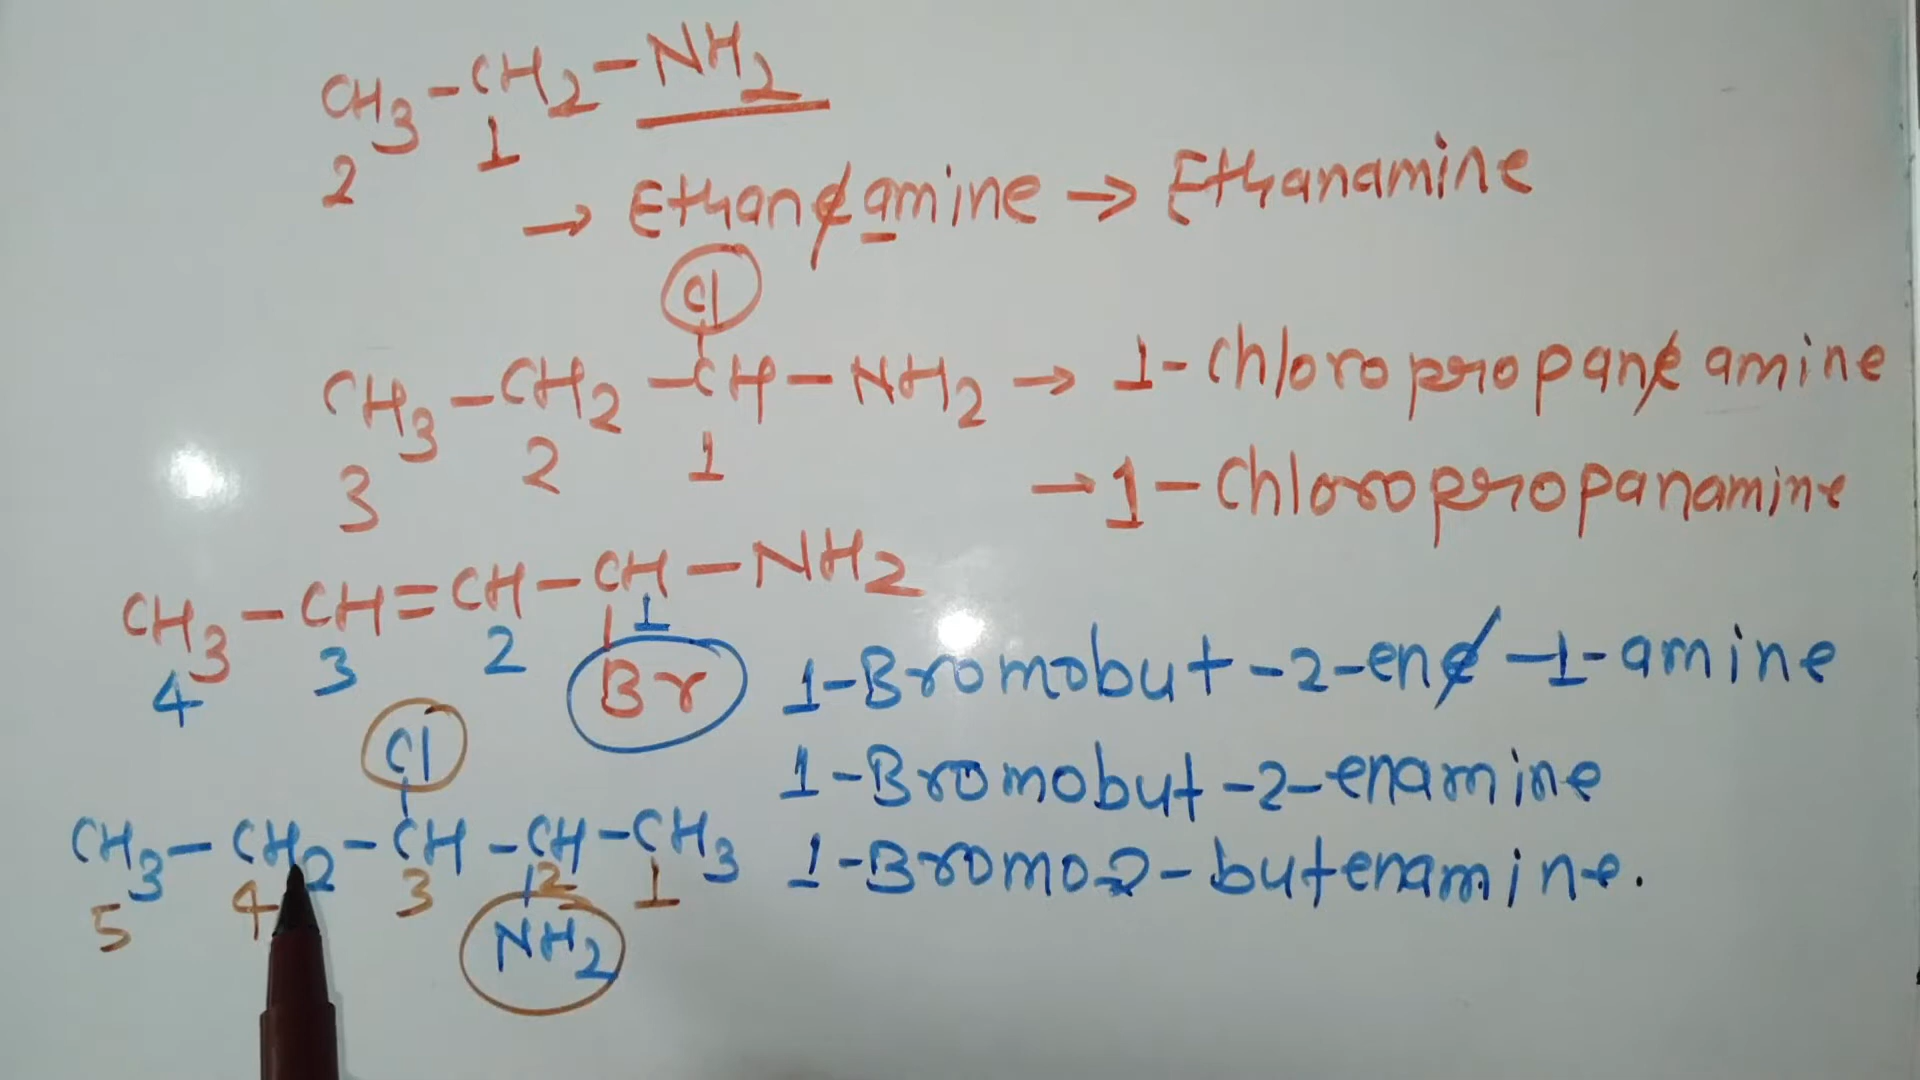 CH3-CH2-NH2
2 1
→ Ethaneamine → Ethanamine
Cl
CH3-CH2-CH-NH2 → 1-Chloropropaneamine
3 2 1
→ 1-Chloropropanamine
CH3-CH=CH-CH-NH2
4 3 2 1
Br
1-Bromobut-2-ene-1-amine
Cl
1-Bromobut-2-enamine
CH3-CH2-CH-CH-CH3
5 4 3 2 1
1-Bromo2-butenamine.
NH2